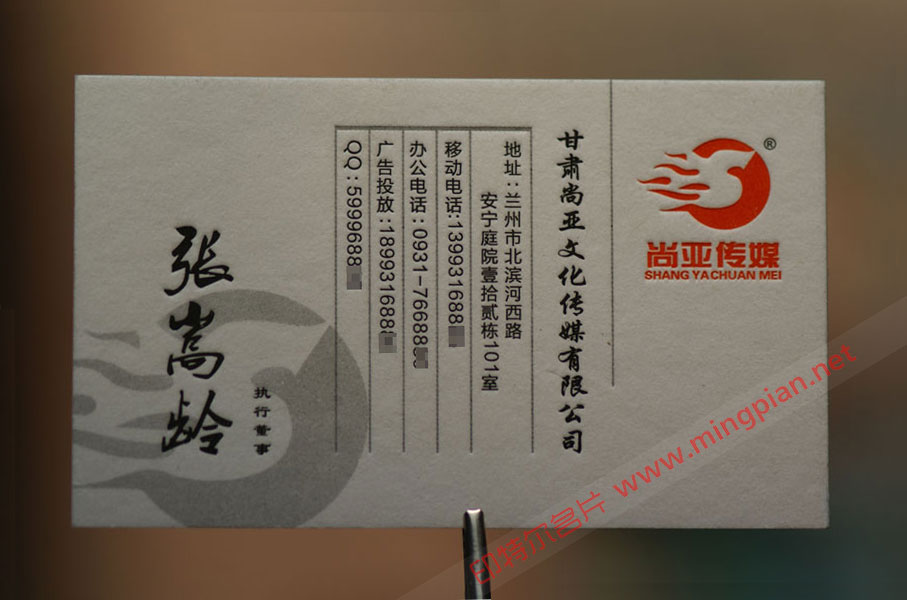 ®
尚亚传媒
SHANG YACHUAN MEI
甘肃尚亚文化传媒有限公司
地址:兰州市北滨河西路
安宁庭院壹拾贰栋101室
移动电话:1399931688
办公电话:0931-76688
广告投放:1899316888
QQ:5999688
张嵩龄
执行董事
印特尔名片 www.mingpian.net